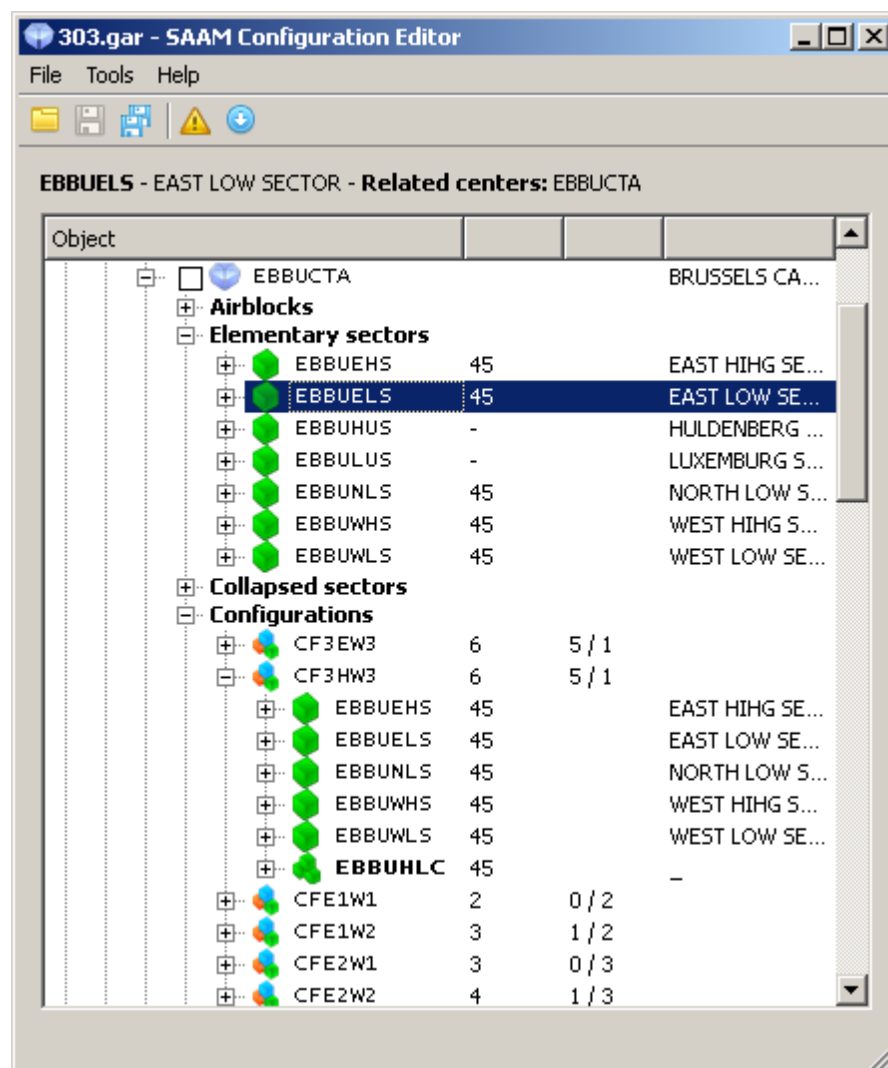 303.gar - SAAM Configuration Editor
File Tools Help
EBBUELS - EAST LOW SECTOR - Related centers: EBBUCTA
Object
EBBUCTA BRUSSELS CA...
Airblocks
Elementary sectors
EBBUEHS 45 EAST HIHG SE...
EBBUELS 45 EAST LOW SE...
EBBUHUS - HULDENBERG ...
EBBULUS - LUXEMBURG S...
EBBUNLS 45 NORTH LOW S...
EBBUWHS 45 WEST HIHG S...
EBBUWLS 45 WEST LOW SE...
Collapsed sectors
Configurations
CF3EW3 6 5 / 1
CF3HW3 6 5 / 1
EBBUEHS 45 EAST HIHG SE...
EBBUELS 45 EAST LOW SE...
EBBUNLS 45 NORTH LOW S...
EBBUWHS 45 WEST HIHG S...
EBBUWLS 45 WEST LOW SE...
EBBUHLC 45 _
CFE1W1 2 0 / 2
CFE1W2 3 1 / 2
CFE2W1 3 0 / 3
CFE2W2 4 1 / 3